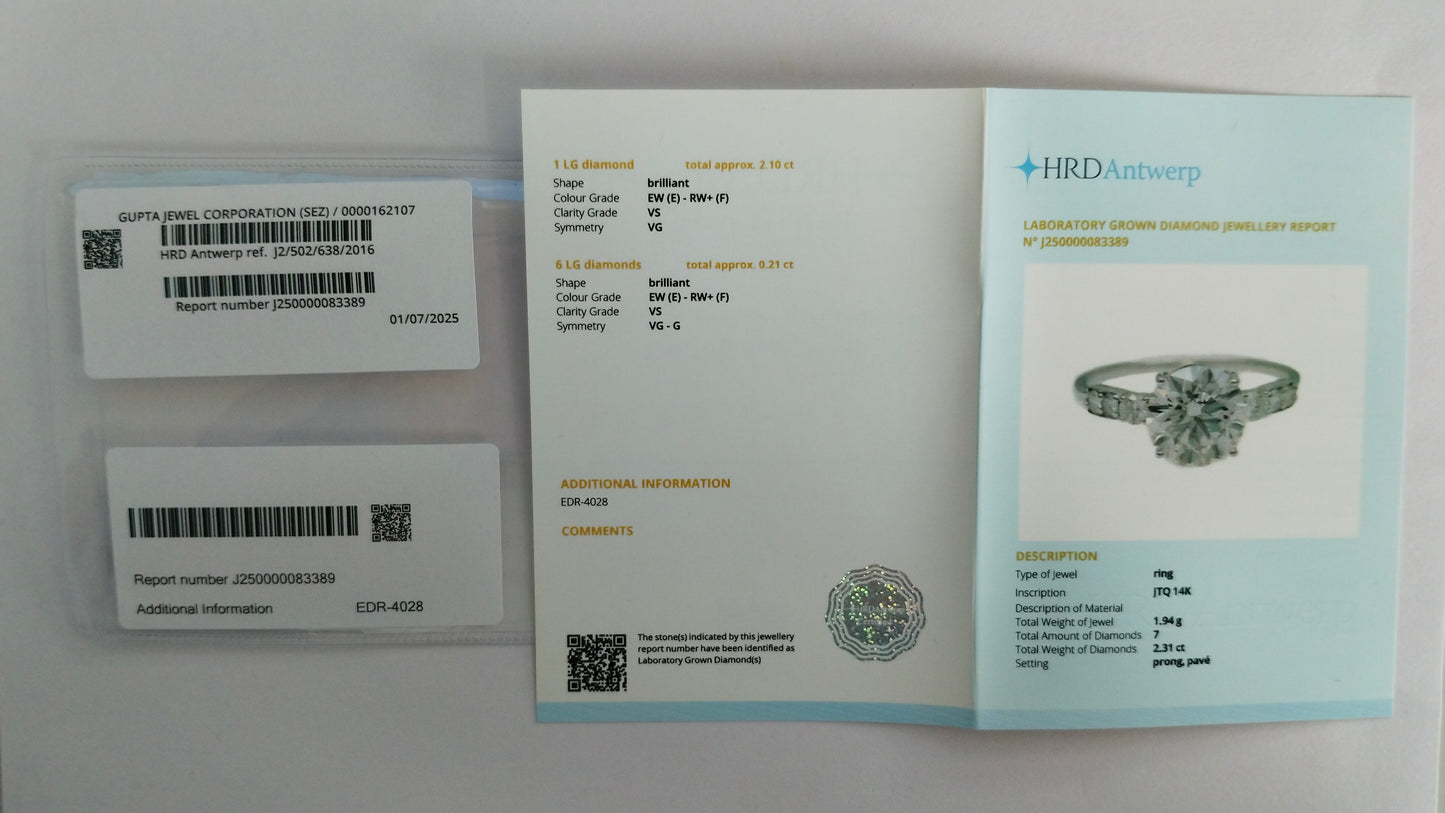 GUPTA JEWEL CORPORATION (SEZ) / 0000162107
HRD Antwerp ref. J2/502/638/2016
Report number J250000083389
01/07/2025
Report number J250000083389
Additional Information EDR-4028
1 LG diamond total approx. 2.10 ct
Shape brilliant
Colour Grade EW (E) - RW+ (F)
Clarity Grade VS
Symmetry VG
6 LG diamonds total approx. 0.21 ct
Shape brilliant
Colour Grade EW (E) - RW+ (F)
Clarity Grade VS
Symmetry VG - G
ADDITIONAL INFORMATION
EDR-4028
COMMENTS
The stone(s) indicated by this jewellery
report number have been identified as
Laboratory Grown Diamond(s)
HRD Antwerp
LABORATORY GROWN DIAMOND JEWELLERY REPORT
N° J250000083389
DESCRIPTION
Type of Jewel ring
Inscription JTQ 14K
Description of Material
Total Weight of Jewel 1.94 g
Total Amount of Diamonds 7
Total Weight of Diamonds 2.31 ct
Setting prong, pavé